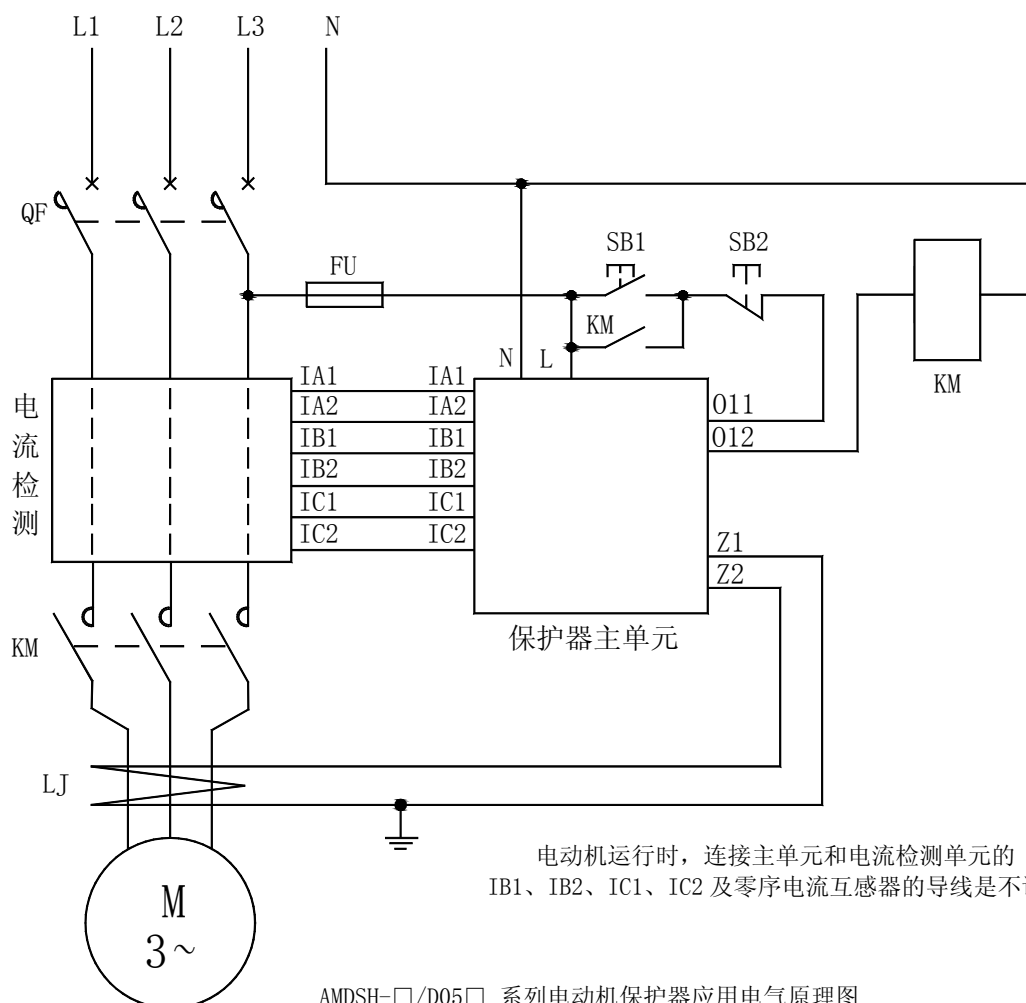 L1 L2 L3 N
QF
FU
SB1 SB2
KM
N L
KM
电流检测
IA1 IA1
IA2 IA2
IB1 IB1
IB2 IB2
IC1 IC1
IC2 IC2
O11
O12
Z1
Z2
保护器主单元
KM
LJ
M
3~
电动机运行时，连接主单元和电流检测单元的
IB1、IB2、IC1、IC2 及零序电流互感器的导线是不
AMDSH-□/D05□ 系列电动机保护器应用电气原理图